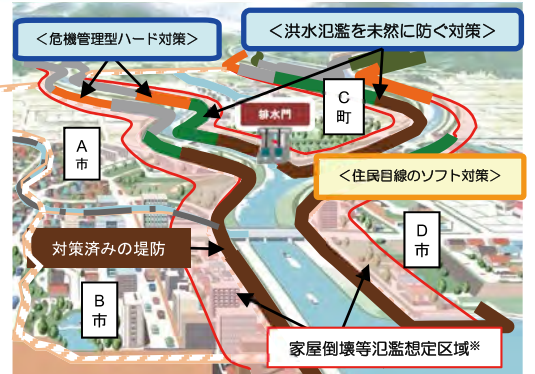 ＜危機管理型ハード対策＞
＜洪水氾濫を未然に防ぐ対策＞
排水門
C
町
A
市
＜住民目線のソフト対策＞
対策済みの堤防
D
市
B
市
家屋倒壊等氾濫想定区域※